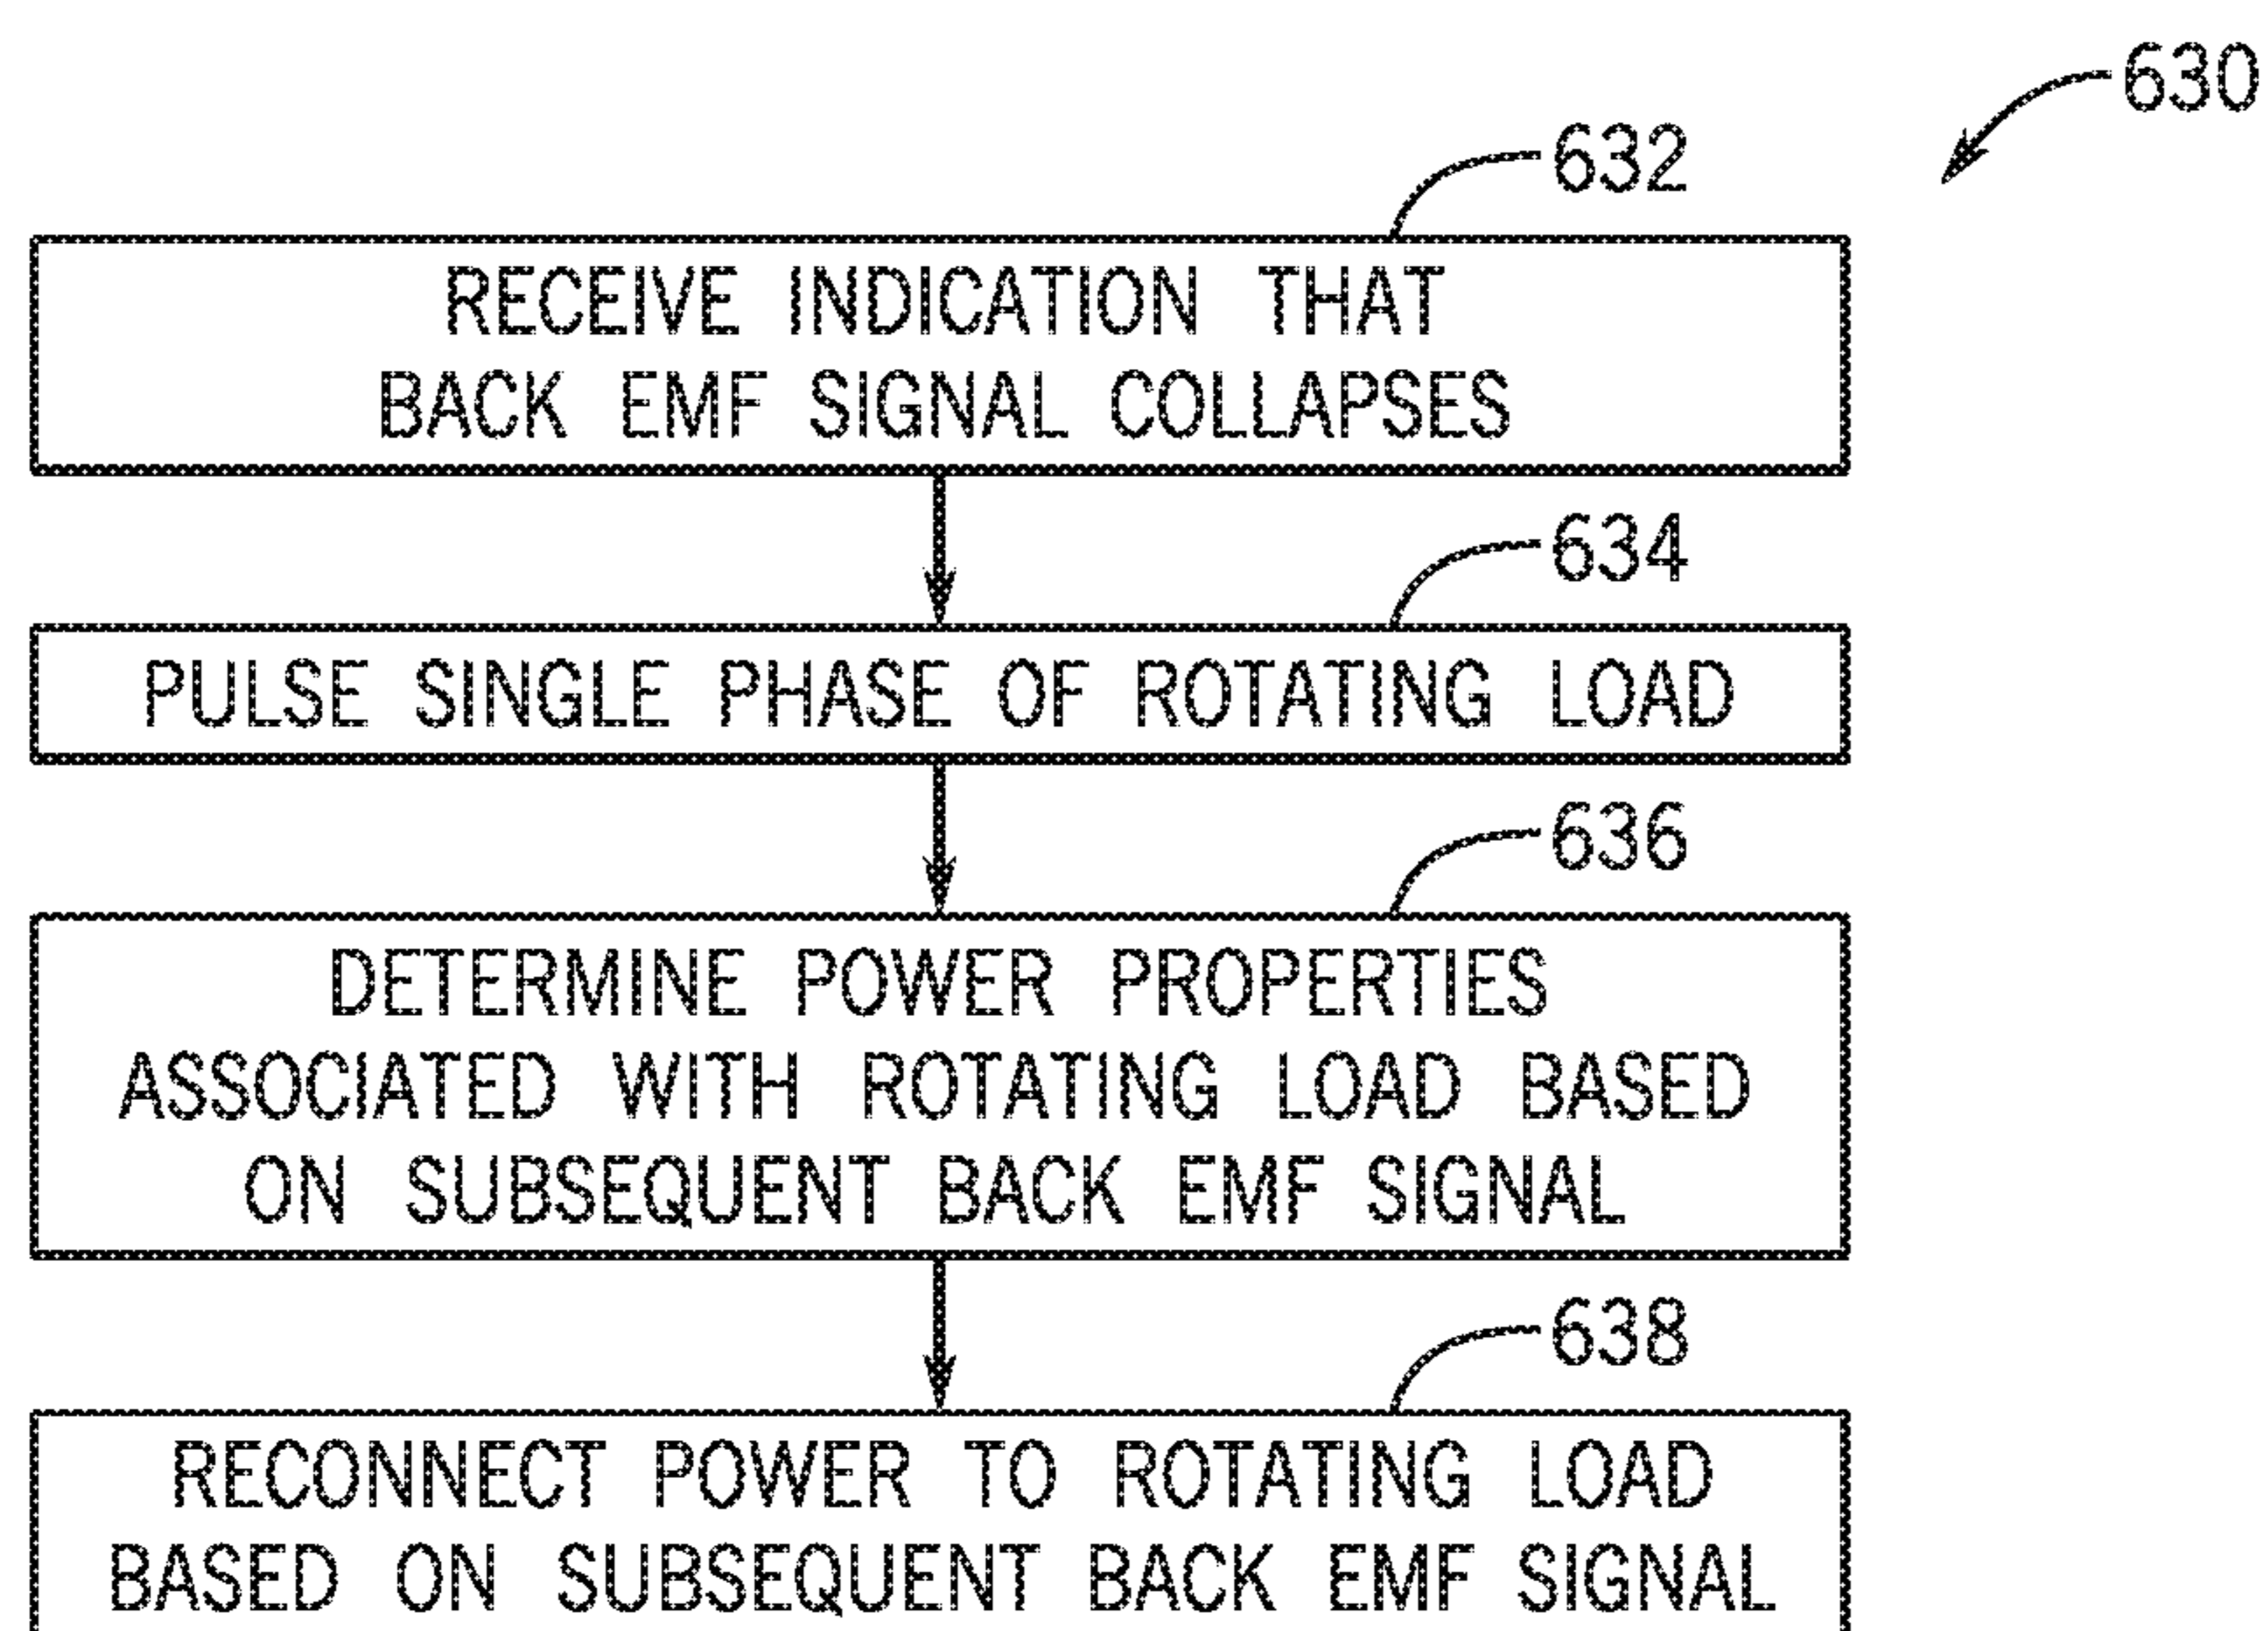 630
632
RECEIVE INDICATION THAT
BACK EMF SIGNAL COLLAPSES
634
PULSE SINGLE PHASE OF ROTATING LOAD
636
DETERMINE POWER PROPERTIES
ASSOCIATED WITH ROTATING LOAD BASED
ON SUBSEQUENT BACK EMF SIGNAL
638
RECONNECT POWER TO ROTATING LOAD
BASED ON SUBSEQUENT BACK EMF SIGNAL